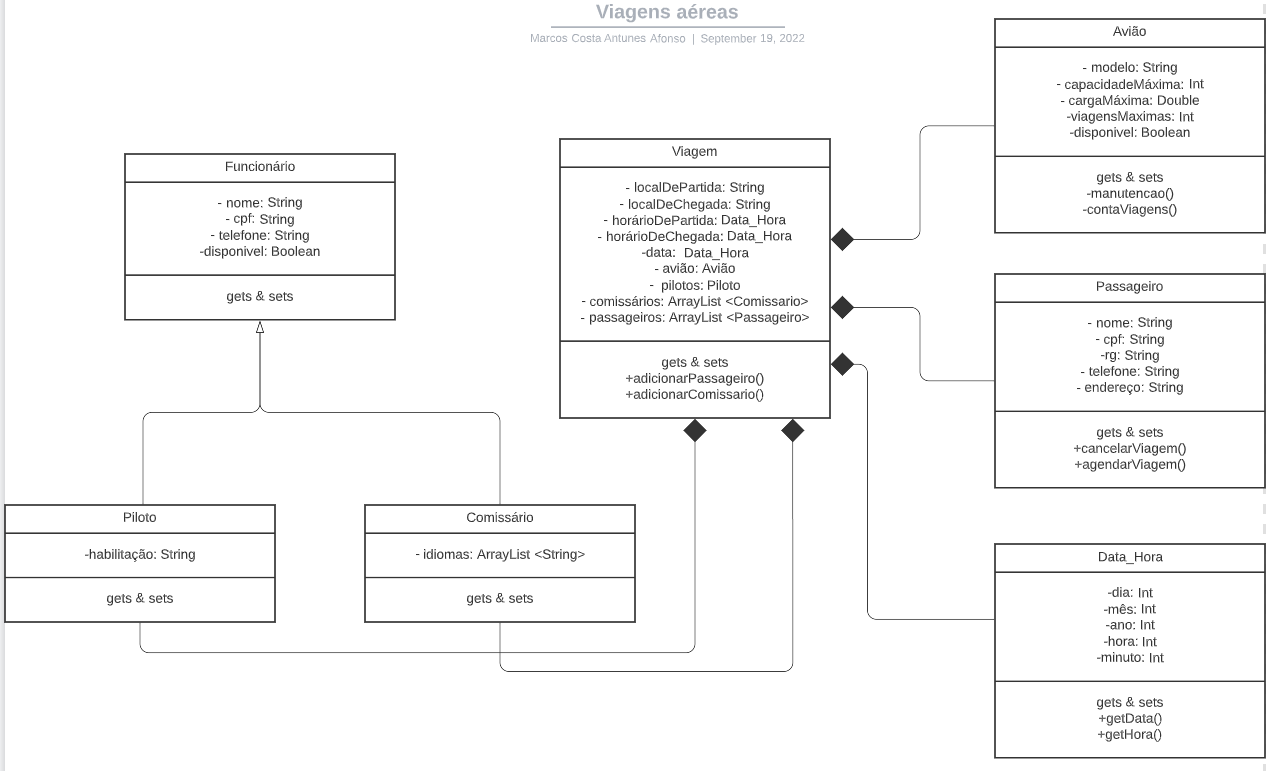 Viagens aéreas
Marcos Costa Antunes Afonso | September 19, 2022
Funcionário
- nome: String
- cpf: String
- telefone: String
-disponivel: Boolean
gets & sets
Piloto
-habilitação: String
gets & sets
Comissário
- idiomas: ArrayList <String>
gets & sets
Viagem
- localDePartida: String
- localDeChegada: String
- horárioDePartida: Data_Hora
- horárioDeChegada: Data_Hora
-data: Data_Hora
- avião: Avião
- pilotos: Piloto
- comissários: ArrayList <Comissario>
- passageiros: ArrayList <Passageiro>
gets & sets
+adicionarPassageiro()
+adicionarComissario()
Avião
- modelo: String
- capacidadeMáxima: Int
- cargaMáxima: Double
-viagensMaximas: Int
-disponivel: Boolean
gets & sets
-manutencao()
-contaViagens()
Passageiro
- nome: String
- cpf: String
-rg: String
- telefone: String
- endereço: String
gets & sets
+cancelarViagem()
+agendarViagem()
Data_Hora
-dia: Int
-mês: Int
-ano: Int
-hora: Int
-minuto: Int
gets & sets
+getData()
+getHora()